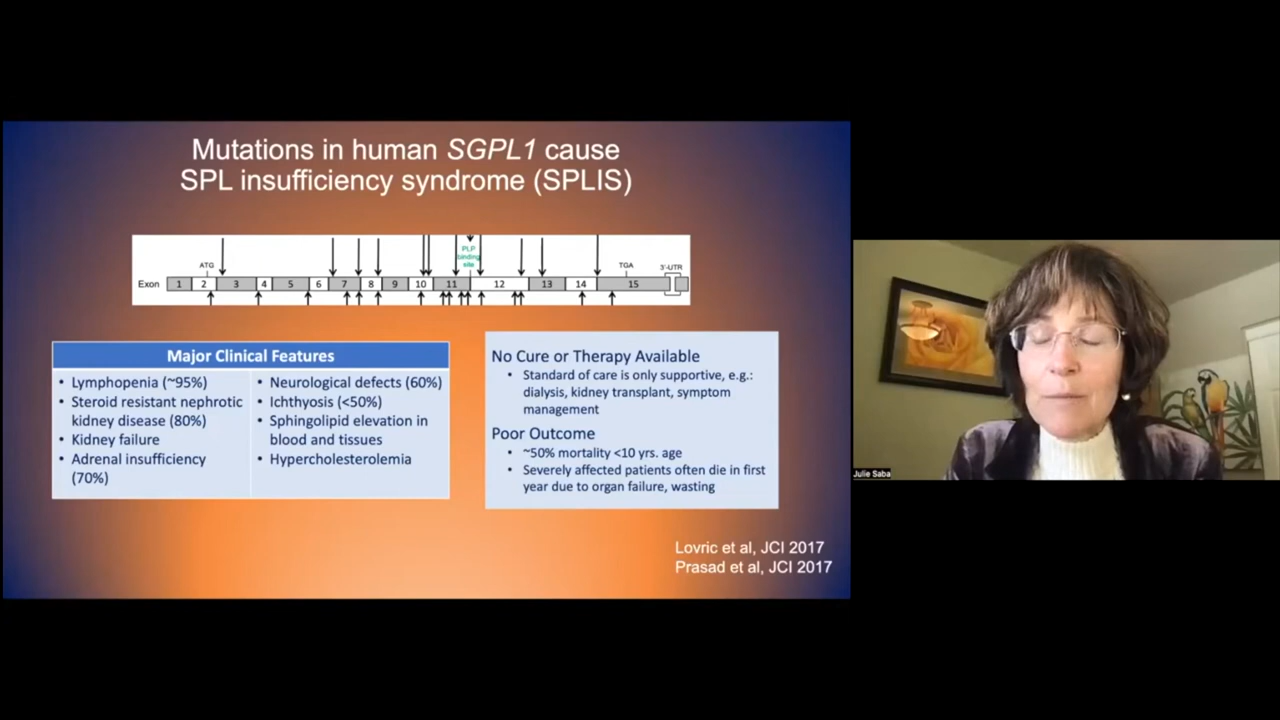 Mutations in human SGPL1 cause
SPL insufficiency syndrome (SPLIS)
PLP
binding
site
ATG
TGA
3'-UTR
Exon 1 2 3 4 5 6 7 8 9 10 11 12 13 14 15
Major Clinical Features
• Lymphopenia (~95%)
• Steroid resistant nephrotic
kidney disease (80%)
• Kidney failure
• Adrenal insufficiency
(70%)
• Neurological defects (60%)
• Ichthyosis (<50%)
• Sphingolipid elevation in
blood and tissues
• Hypercholesterolemia
No Cure or Therapy Available
• Standard of care is only supportive, e.g.:
dialysis, kidney transplant, symptom
management
Poor Outcome
• ~50% mortality <10 yrs. age
• Severely affected patients often die in first
year due to organ failure, wasting
Lovric et al, JCI 2017
Prasad et al, JCI 2017
Julie Saba